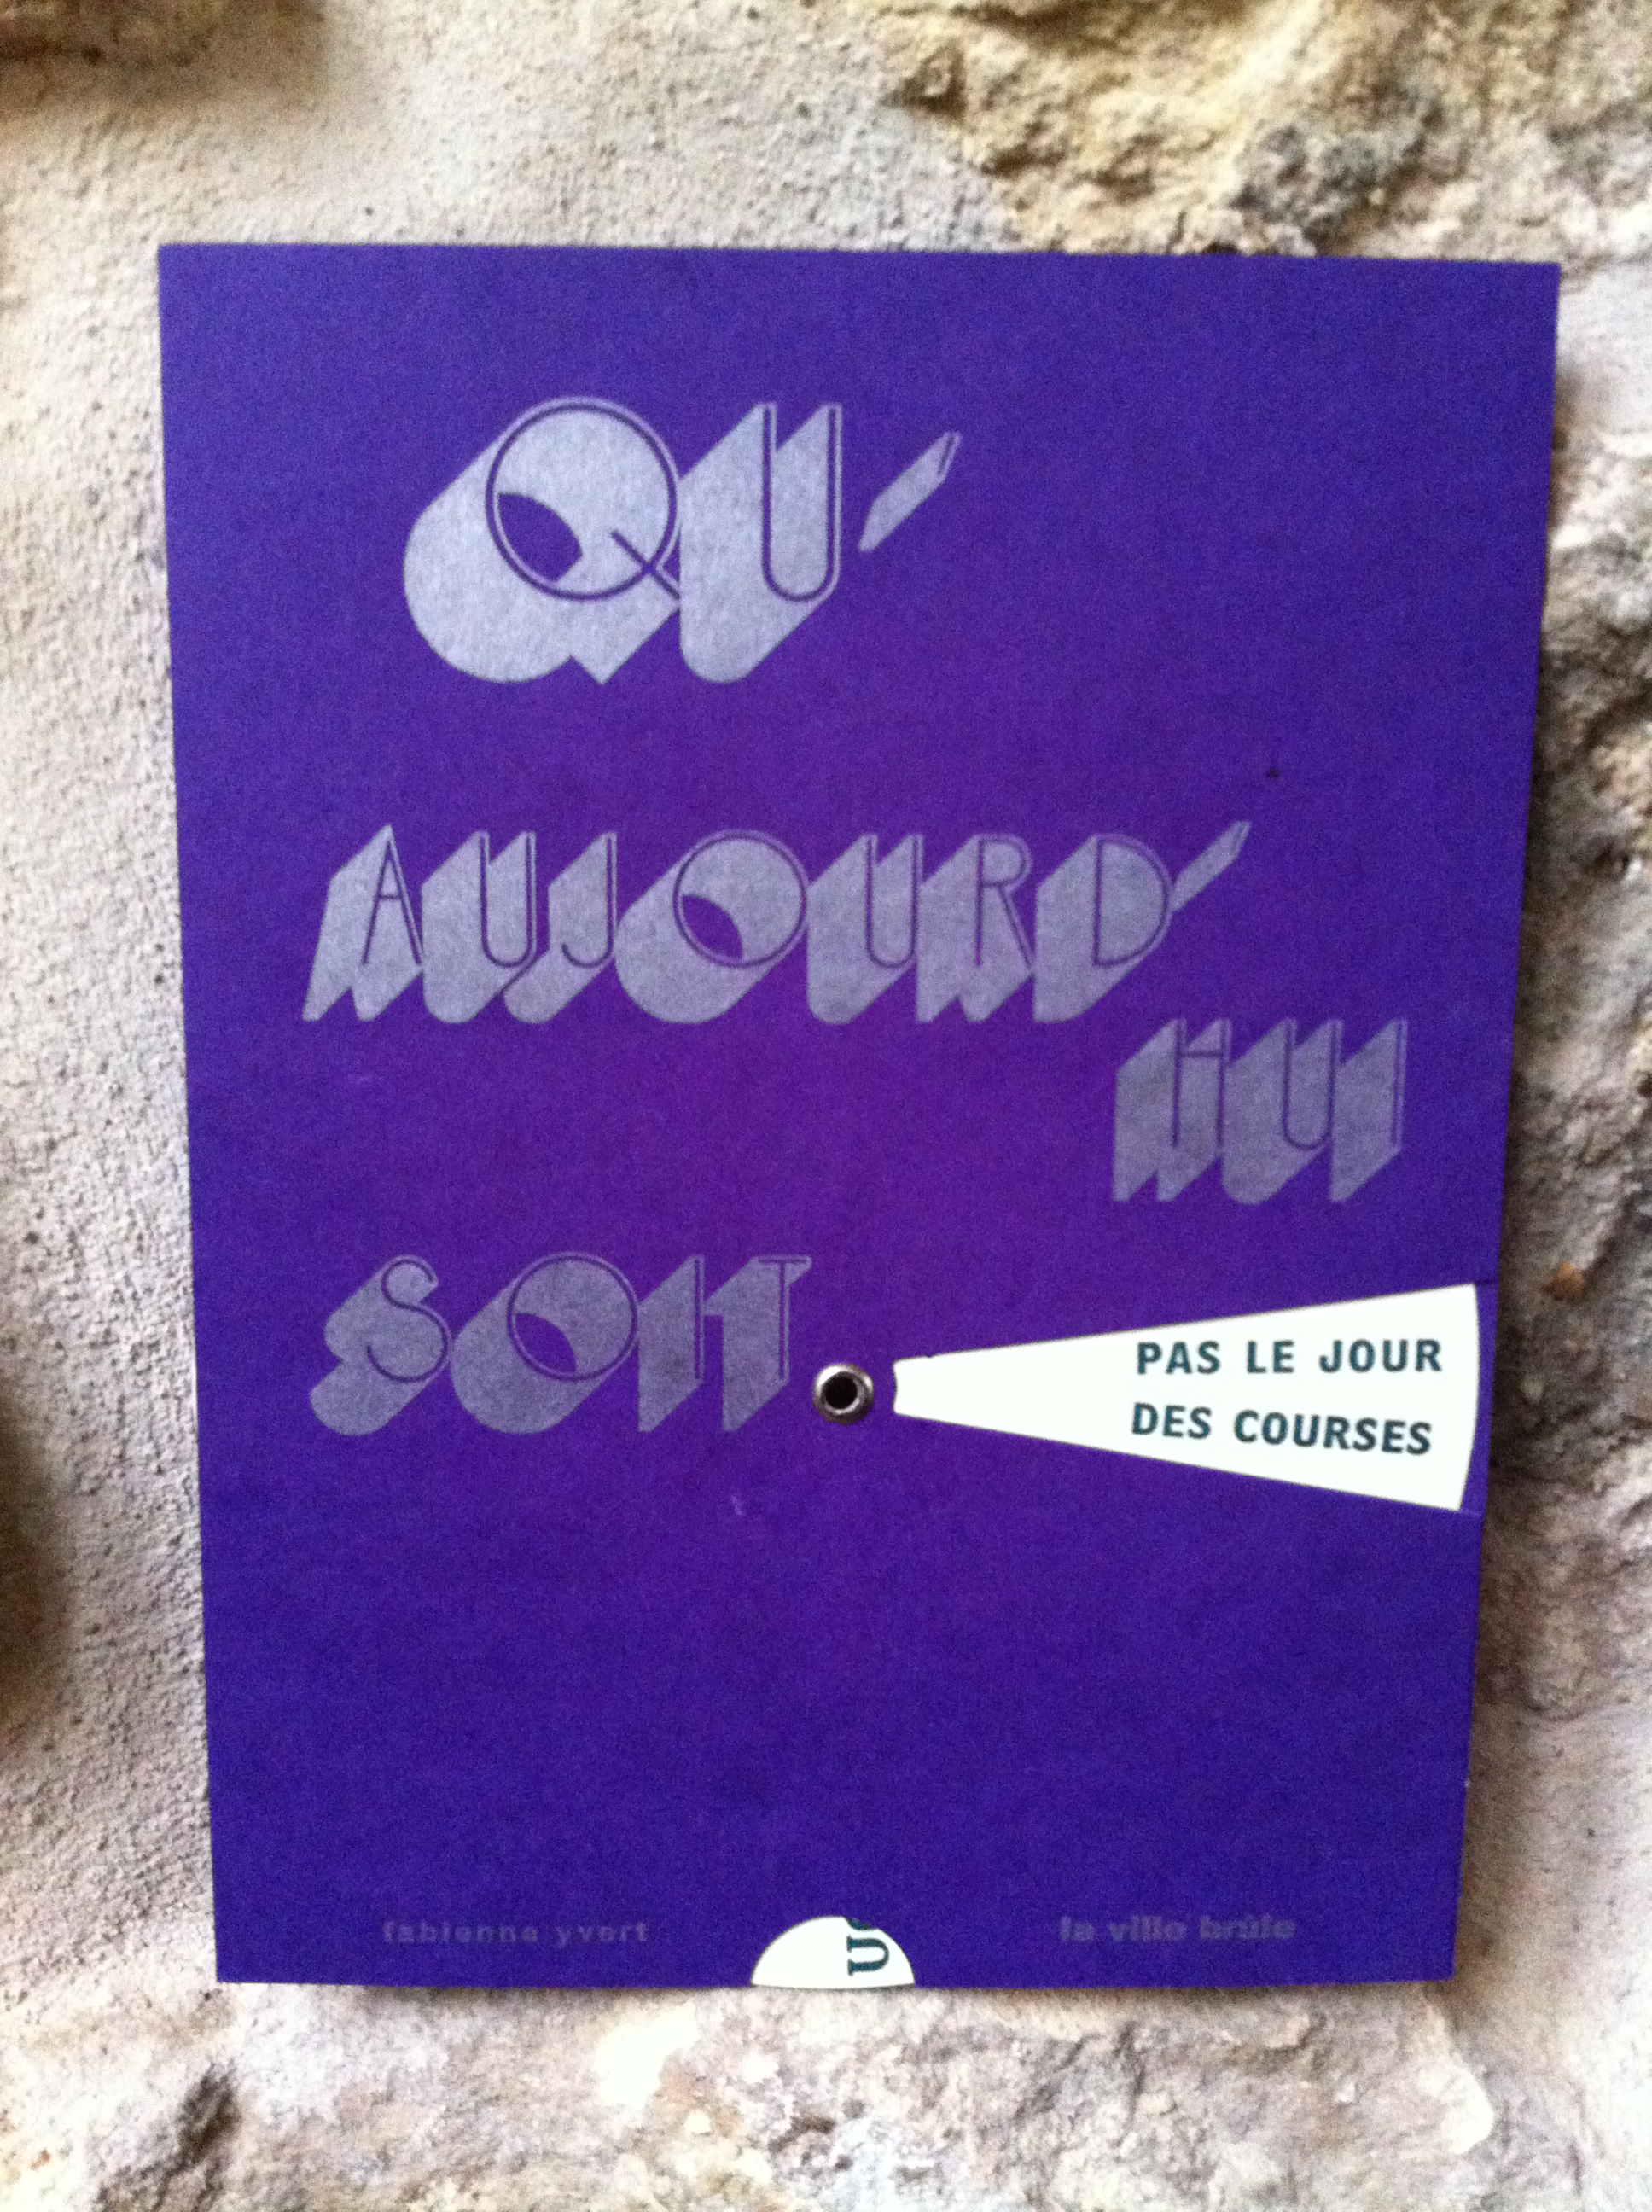 QU'
AUJOURD'
HUI
SOIT
PAS LE JOUR
DES COURSES
fabienne yvert
la ville brûle